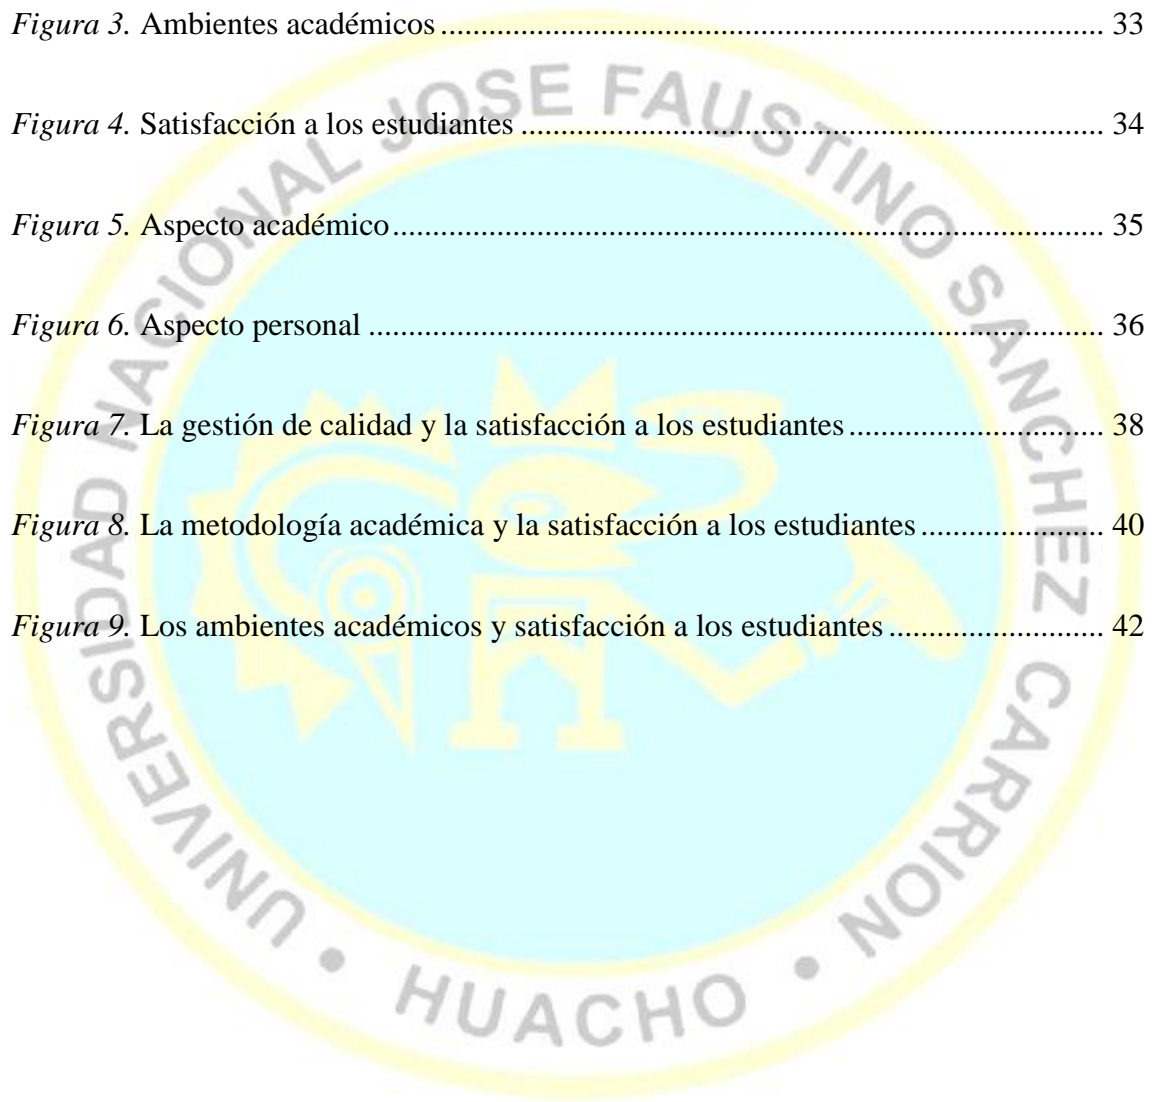 Figura 3. Ambientes académicos ........................................................................................ 33
Figura 4. Satisfacción a los estudiantes ............................................................................. 34
Figura 5. Aspecto académico .............................................................................................. 35
Figura 6. Aspecto personal ................................................................................................. 36
Figura 7. La gestión de calidad y la satisfacción a los estudiantes .................................. 38
Figura 8. La metodología académica y la satisfacción a los estudiantes ........................ 40
Figura 9. Los ambientes académicos y satisfacción a los estudiantes ............................ 42
UNIVERSIDAD NACIONAL JOSE FAUSTINO SANCHEZ CARRION • HUACHO •